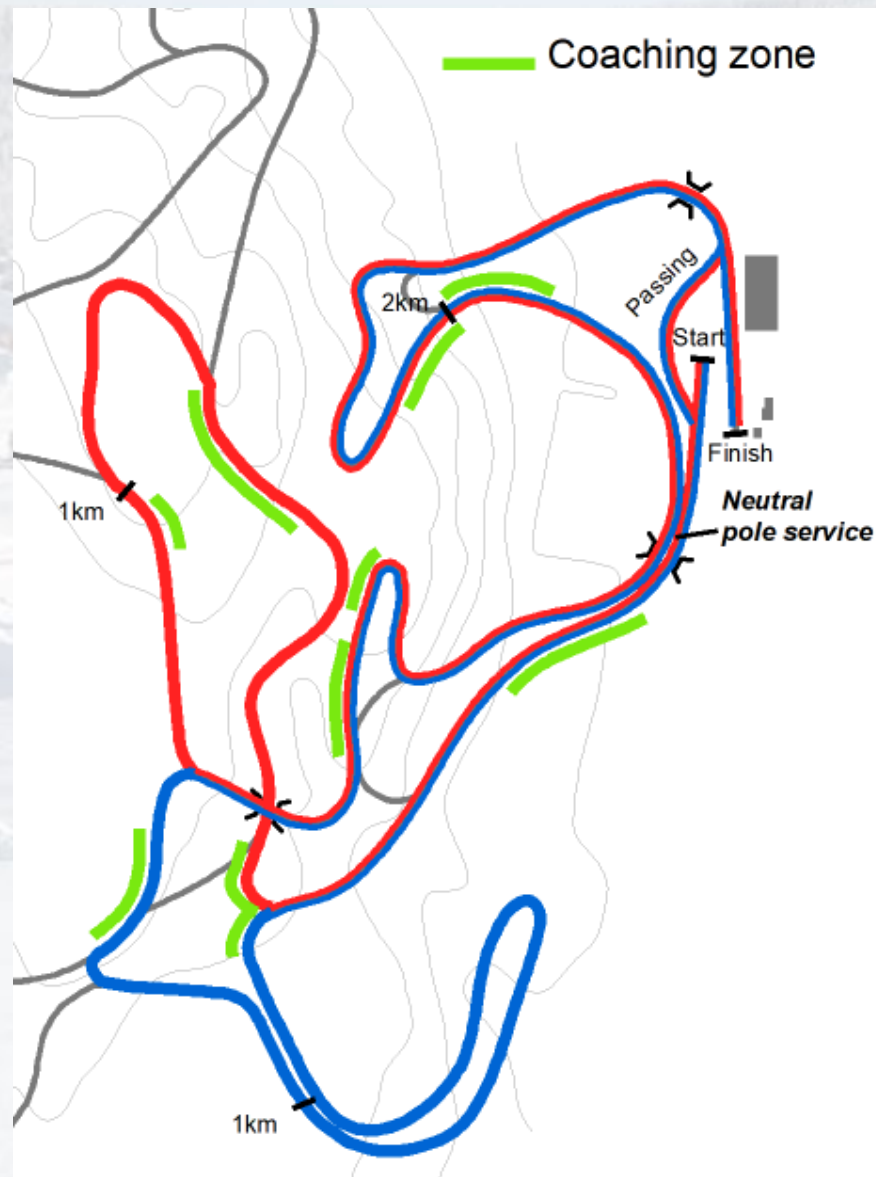 Coaching zone
Passing
2km
Start
Finish
1km
Neutral
pole service
1km